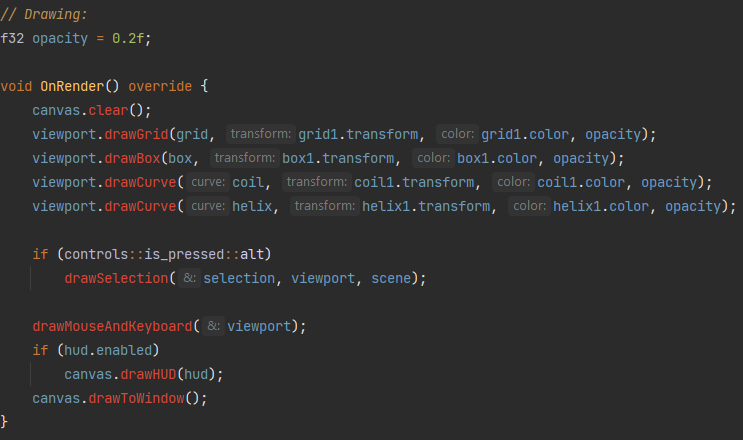 // Drawing:
f32 opacity = 0.2f;
void OnRender() override {
canvas.clear();
viewport.drawGrid(grid, transform: grid1.transform, color: grid1.color, opacity);
viewport.drawBox(box, transform: box1.transform, color: box1.color, opacity);
viewport.drawCurve( curve: coil, transform: coil1.transform, color: coil1.color, opacity);
viewport.drawCurve( curve: helix, transform: helix1.transform, color: helix1.color, opacity);
if (controls::is_pressed::alt)
drawSelection( &: selection, viewport, scene);
drawMouseAndKeyboard( &: viewport);
if (hud.enabled)
canvas.drawHUD(hud);
canvas.drawToWindow();
}